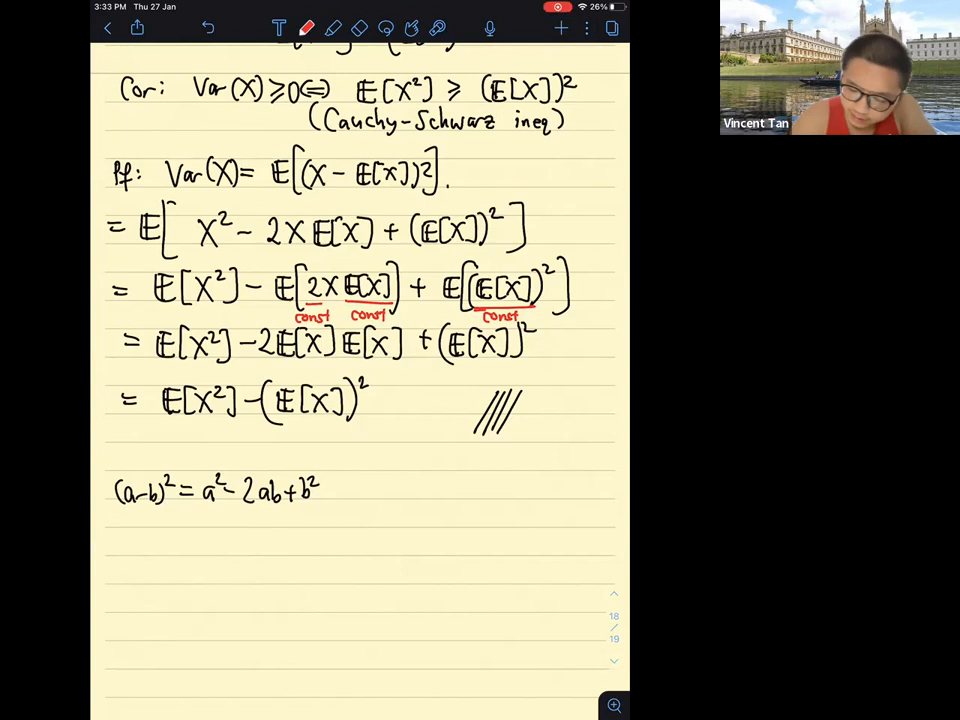 3:33 PM Thu 27 Jan
26%
Cor: Var(X) ≥ 0 ⇔ 𝔼[X²] ≥ (𝔼[X])²
(Cauchy-Schwarz ineq)
Pf: Var(X) = 𝔼[(X - 𝔼[X])²].
= 𝔼[ X² - 2X 𝔼[X] + (𝔼[X])² ]
= 𝔼[X²] - 𝔼[2X 𝔼[X]] + 𝔼[(𝔼[X])²]
const const const
= 𝔼[X²] - 2𝔼[X] 𝔼[X] + (𝔼[X])²
= 𝔼[X²] - (𝔼[X])² ////
(a-b)² = a² - 2ab + b²
18
/
19
Vincent Tan